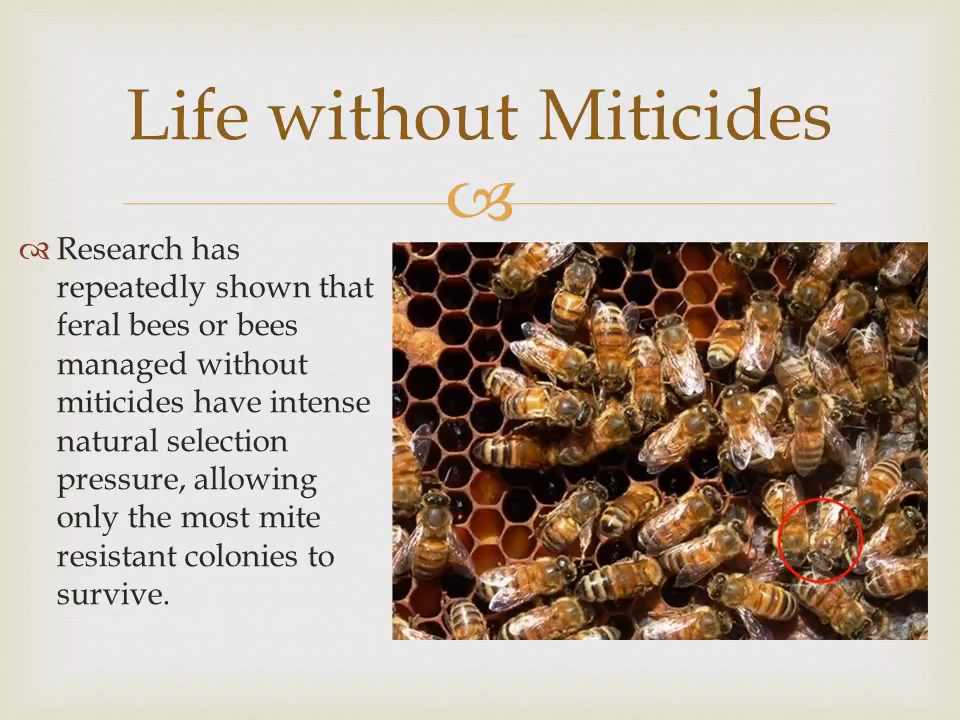 Life without Miticides
Research has
repeatedly shown that
feral bees or bees
managed without
miticides have intense
natural selection
pressure, allowing
only the most mite
resistant colonies to
survive.